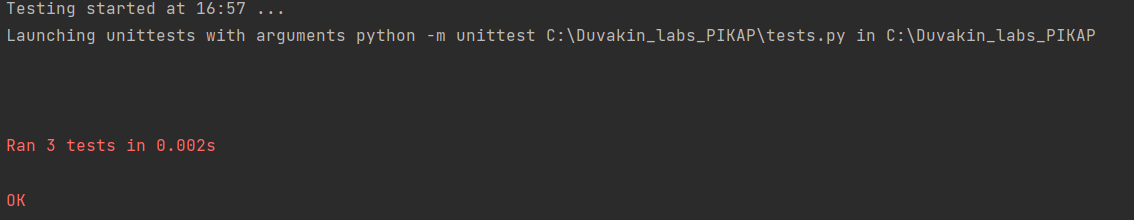 Testing started at 16:57 ...
Launching unittests with arguments python -m unittest C:\Duvakin_labs_PIKAP\tests.py in C:\Duvakin_labs_PIKAP
Ran 3 tests in 0.002s
OK